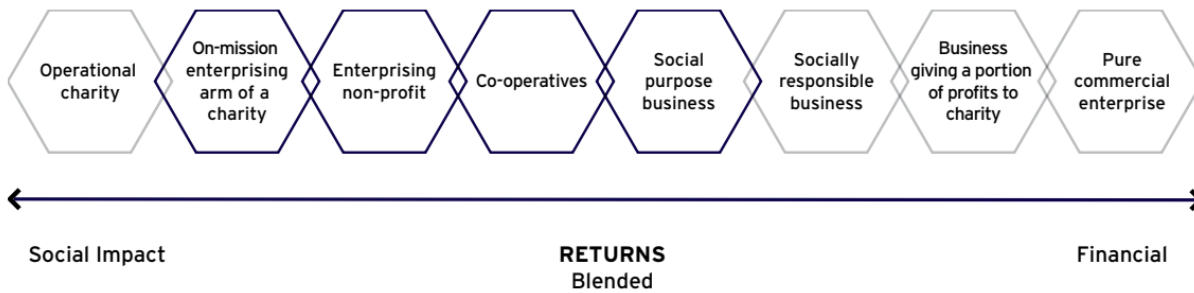 Operational
charity
On-mission
enterprising
arm of a
charity
Enterprising
non-profit
Co-operatives
Social
purpose
business
Socially
responsible
business
Business
giving a portion
of profits to
charity
Pure
commercial
enterprise
Social Impact
RETURNS
Blended
Financial